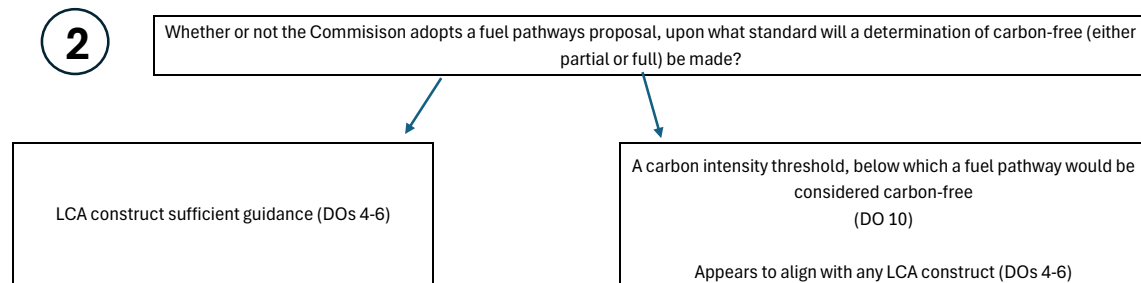 2
Whether or not the Commisison adopts a fuel pathways proposal, upon what standard will a determination of carbon-free (either
partial or full) be made?
LCA construct sufficient guidance (DOs 4-6)
A carbon intensity threshold, below which a fuel pathway would be
considered carbon-free
(DO 10)
Appears to align with any LCA construct (DOs 4-6)